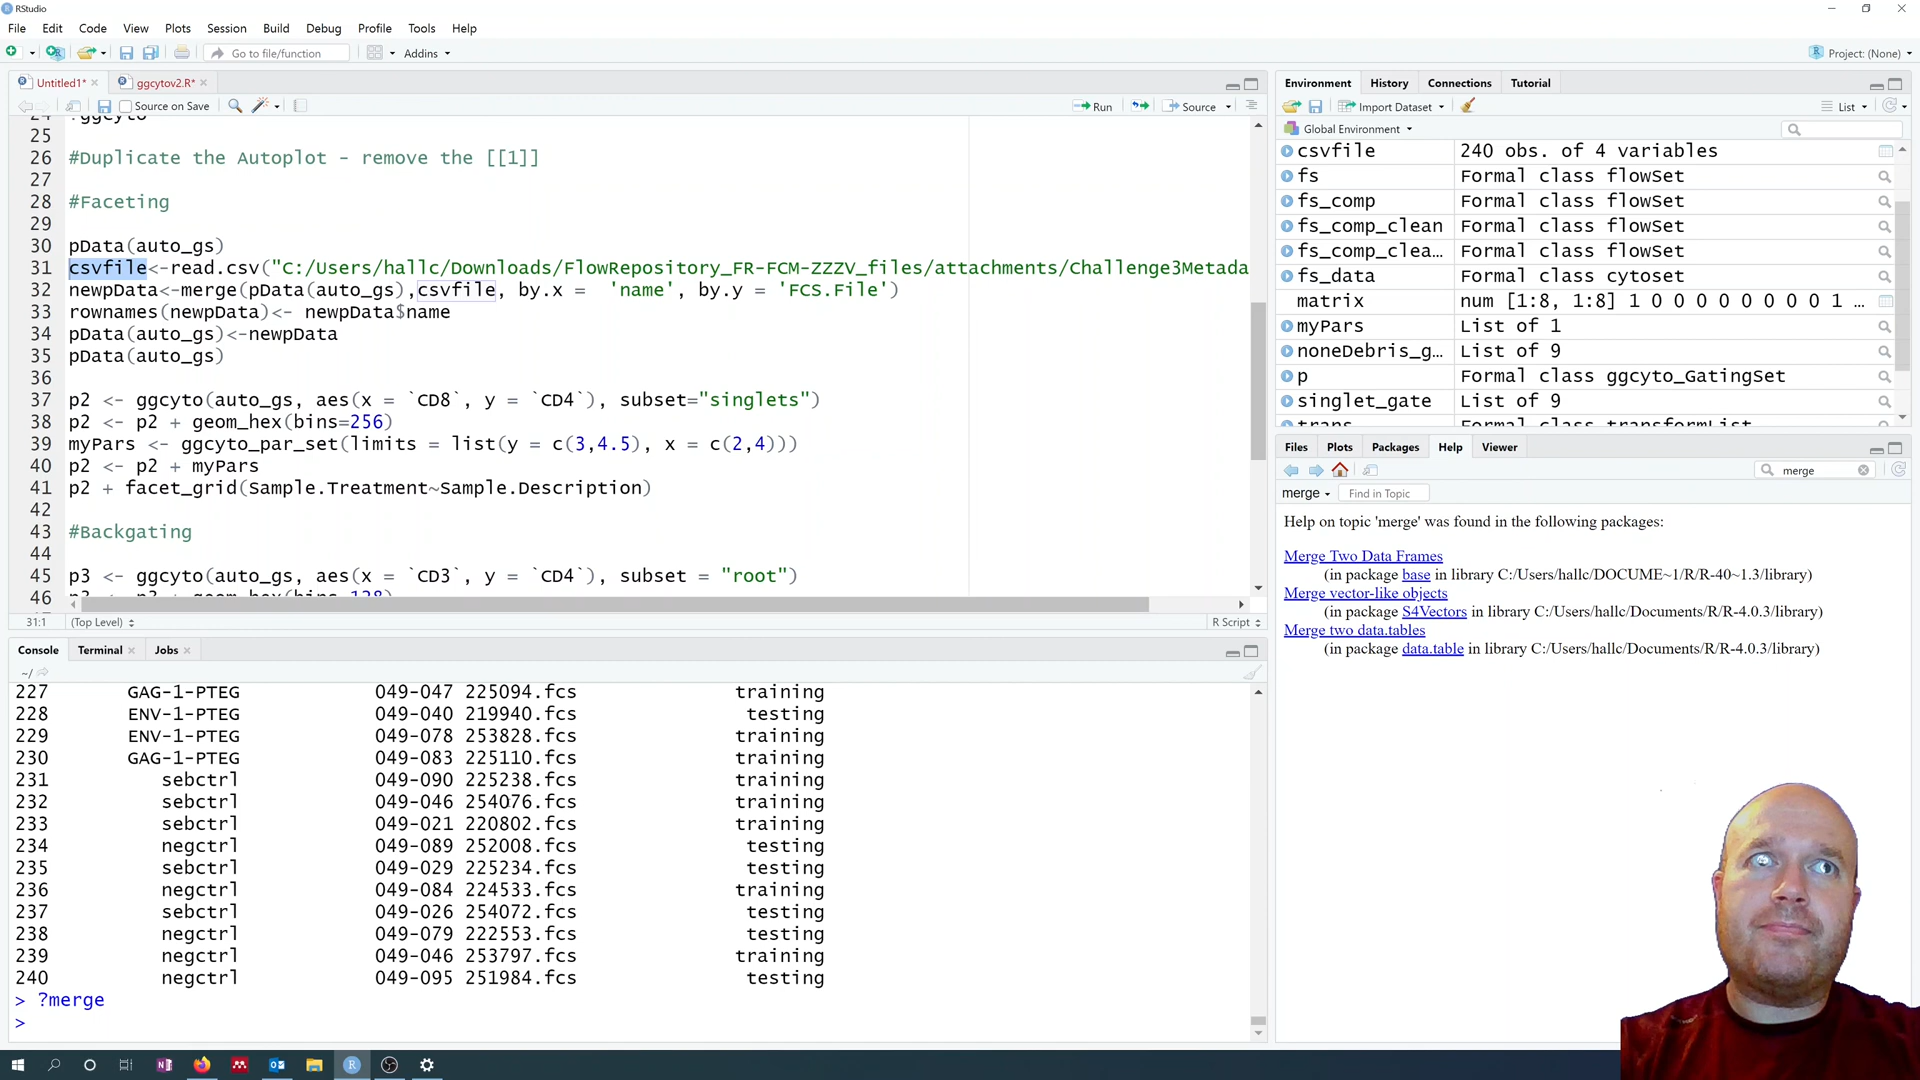 RStudio
File Edit Code View Plots Session Build Debug Profile Tools Help
Go to file/function Addins Project: (None)
Untitled1* ggcytov2.R*
Source on Save Run Source
24 ?ggcyto
25
26 #Duplicate the Autoplot - remove the [[1]]
27
28 #Faceting
29
30 pData(auto_gs)
31 csvfile<-read.csv("C:/Users/hallc/Downloads/FlowRepository_FR-FCM-ZZZV_files/attachments/Challenge3Metada
32 newpData<-merge(pData(auto_gs),csvfile, by.x =  'name', by.y = 'FCS.File')
33 rownames(newpData)<- newpData$name
34 pData(auto_gs)<-newpData
35 pData(auto_gs)
36
37 p2 <- ggcyto(auto_gs, aes(x = `CD8`, y = `CD4`), subset="singlets")
38 p2 <- p2 + geom_hex(bins=256)
39 myPars <- ggcyto_par_set(limits = list(y = c(3,4.5), x = c(2,4)))
40 p2 <- p2 + myPars
41 p2 + facet_grid(Sample.Treatment~Sample.Description)
42
43 #Backgating
44
45 p3 <- ggcyto(auto_gs, aes(x = `CD3`, y = `CD4`), subset = "root")
46 p3 <- p3 + geom_hex(bins=128)
31:1 (Top Level) R Script
Console Terminal Jobs
~/
227 GAG-1-PTEG 049-047 225094.fcs training
228 ENV-1-PTEG 049-040 219940.fcs testing
229 ENV-1-PTEG 049-078 253828.fcs training
230 GAG-1-PTEG 049-083 225110.fcs training
231 sebctrl 049-090 225238.fcs training
232 sebctrl 049-046 254076.fcs training
233 sebctrl 049-021 220802.fcs training
234 negctrl 049-089 252008.fcs testing
235 sebctrl 049-029 225234.fcs testing
236 negctrl 049-084 224533.fcs training
237 sebctrl 049-026 254072.fcs testing
238 negctrl 049-079 222553.fcs testing
239 negctrl 049-046 253797.fcs training
240 negctrl 049-095 251984.fcs testing
> ?merge
>
Environment History Connections Tutorial
Import Dataset List
Global Environment
csvfile 240 obs. of 4 variables
fs Formal class flowSet
fs_comp Formal class flowSet
fs_comp_clean Formal class flowSet
fs_comp_clea… Formal class flowSet
fs_data Formal class cytoset
matrix num [1:8, 1:8] 1 0 0 0 0 0 0 0 0 1 …
myPars List of 1
noneDebris_g… List of 9
p Formal class ggcyto_GatingSet
singlet_gate List of 9
trans Formal class transformList
Files Plots Packages Help Viewer
merge
merge Find in Topic
Help on topic 'merge' was found in the following packages:
Merge Two Data Frames
(in package base in library C:/Users/hallc/DOCUME~1/R/R-40~1.3/library)
Merge vector-like objects
(in package S4Vectors in library C:/Users/hallc/Documents/R/R-4.0.3/library)
Merge two data.tables
(in package data.table in library C:/Users/hallc/Documents/R/R-4.0.3/library)